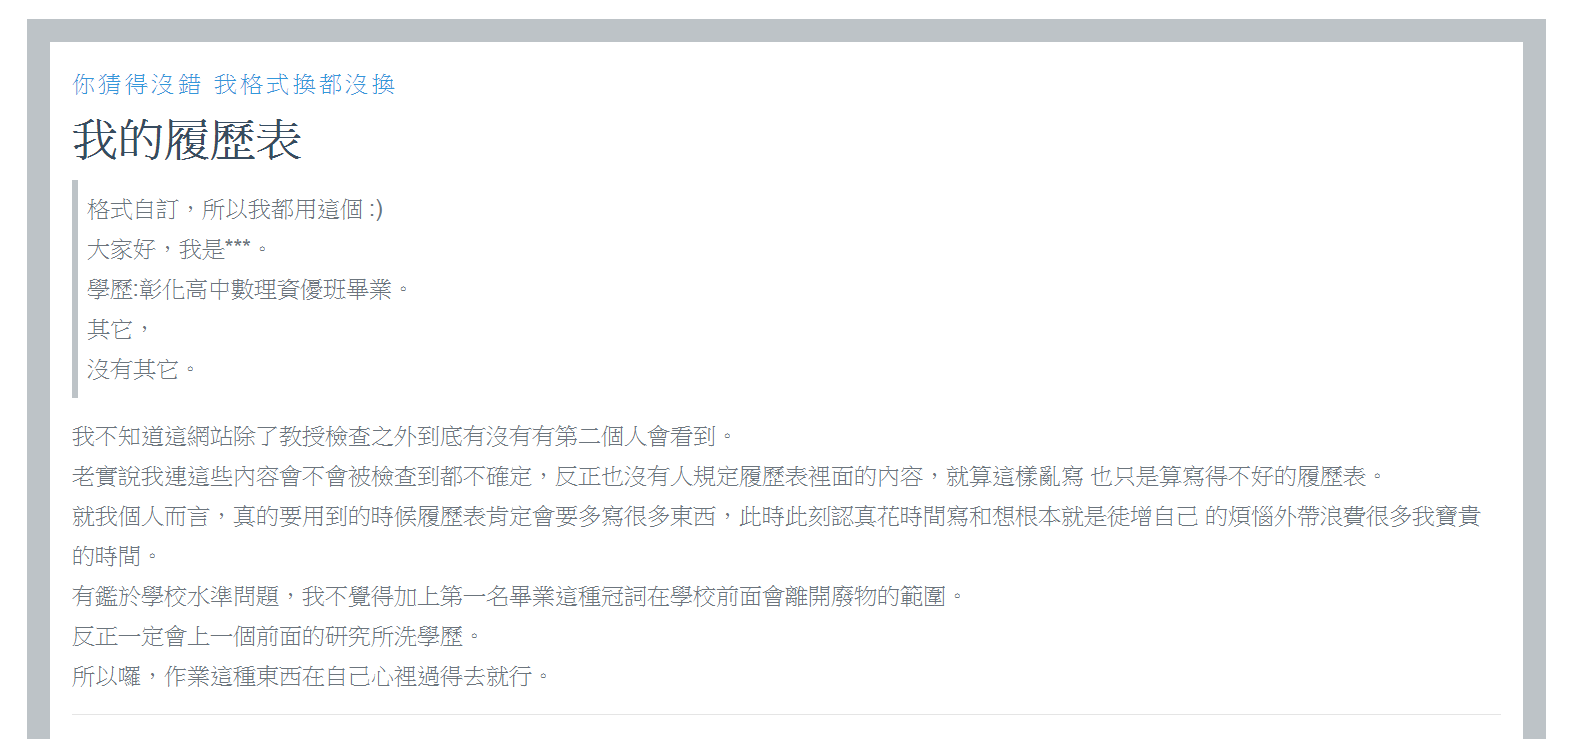 你猜得沒錯 我格式換都沒換
我的履歷表
格式自訂，所以我都用這個 :)
大家好，我是***。
學歷:彰化高中數理資優班畢業。
其它，
沒有其它。
我不知道這網站除了教授檢查之外到底有沒有有第二個人會看到。
老實說我連這些內容會不會被檢查到都不確定，反正也沒有人規定履歷表裡面的內容，就算這樣亂寫 也只是算寫得不好的履歷表。
就我個人而言，真的要用到的時候履歷表肯定會要多寫很多東西，此時此刻認真花時間寫和想根本就是徒增自己 的煩惱外帶浪費很多我寶貴
的時間。
有鑑於學校水準問題，我不覺得加上第一名畢業這種冠詞在學校前面會離開廢物的範圍。
反正一定會上一個前面的研究所洗學歷。
所以囉，作業這種東西在自己心裡過得去就行。